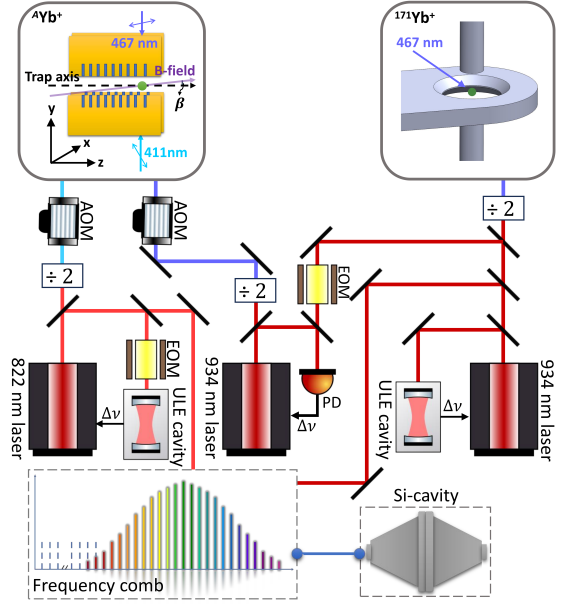 ᴬYb⁺
467 nm
Trap axis
B-field
β
y
x
z
411nm
¹⁷¹Yb⁺
467 nm
AOM
AOM
÷ 2
÷ 2
÷ 2
EOM
EOM
822 nm laser
Δν
ULE cavity
934 nm laser
PD
Δν
ULE cavity
Δν
934 nm laser
Frequency comb
Si-cavity